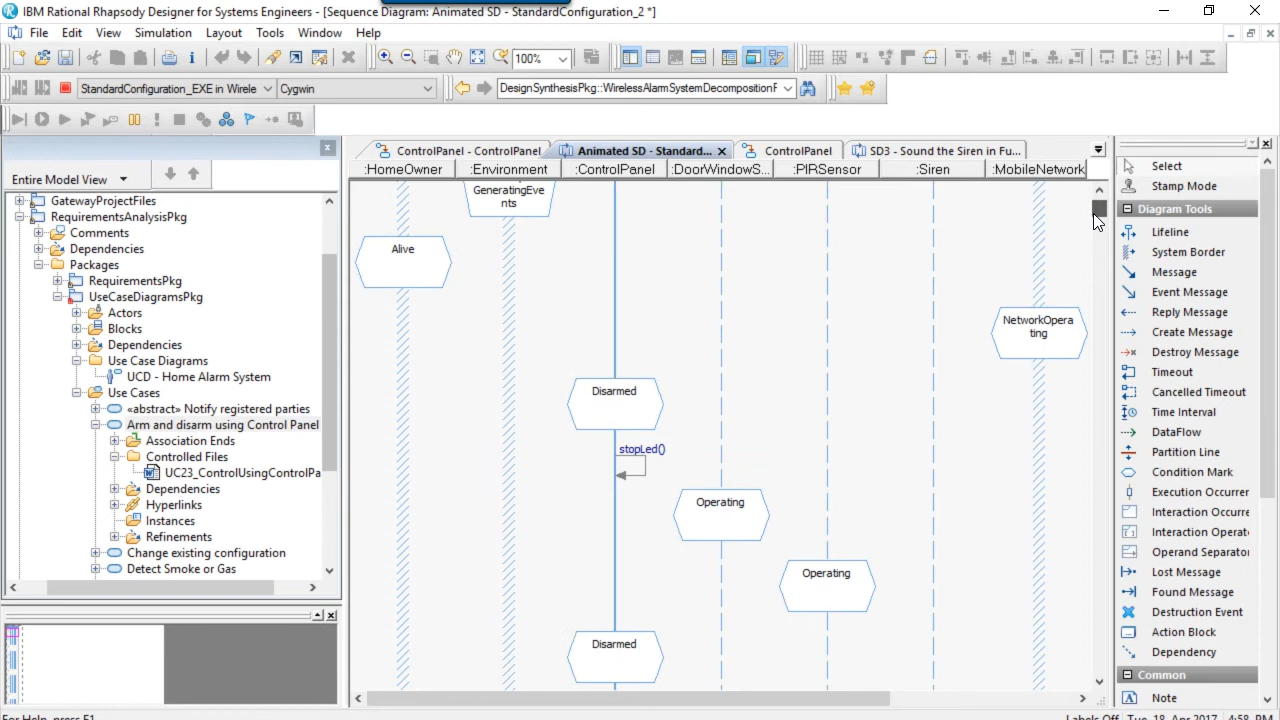 IBM Rational Rhapsody Designer for Systems Engineers - [Sequence Diagram: Animated SD - StandardConfiguration_2 *]
File Edit View Simulation Layout Tools Window Help
100%
StandardConfiguration_EXE in Wirele
Cygwin
DesignSynthesisPkg::WirelessAlarmSystemDecompositionF
Entire Model View
GatewayProjectFiles
RequirementsAnalysisPkg
Comments
Dependencies
Packages
RequirementsPkg
UseCaseDiagramsPkg
Actors
Blocks
Dependencies
Use Case Diagrams
UCD - Home Alarm System
Use Cases
«abstract» Notify registered parties
Arm and disarm using Control Panel
Association Ends
Controlled Files
UC23_ControlUsingControlPa
Dependencies
Hyperlinks
Instances
Refinements
Change existing configuration
Detect Smoke or Gas
ControlPanel - ControlPanel
Animated SD - Standard...
ControlPanel
SD3 - Sound the Siren in Fu...
:HomeOwner
:Environment
:ControlPanel
:DoorWindowS...
:PIRSensor
:Siren
:MobileNetwork
GeneratingEve
nts
Alive
NetworkOpera
ting
Disarmed
stopLed()
Operating
Operating
Disarmed
Select
Stamp Mode
Diagram Tools
Lifeline
System Border
Message
Event Message
Reply Message
Create Message
Destroy Message
Timeout
Cancelled Timeout
Time Interval
DataFlow
Partition Line
Condition Mark
Execution Occurrer
Interaction Occurre
Interaction Operat
Operand Separator
Lost Message
Found Message
Destruction Event
Action Block
Dependency
Common
Note
For Help, press F1
Labels Off Tue, 18, Apr 2017 4:58 PM